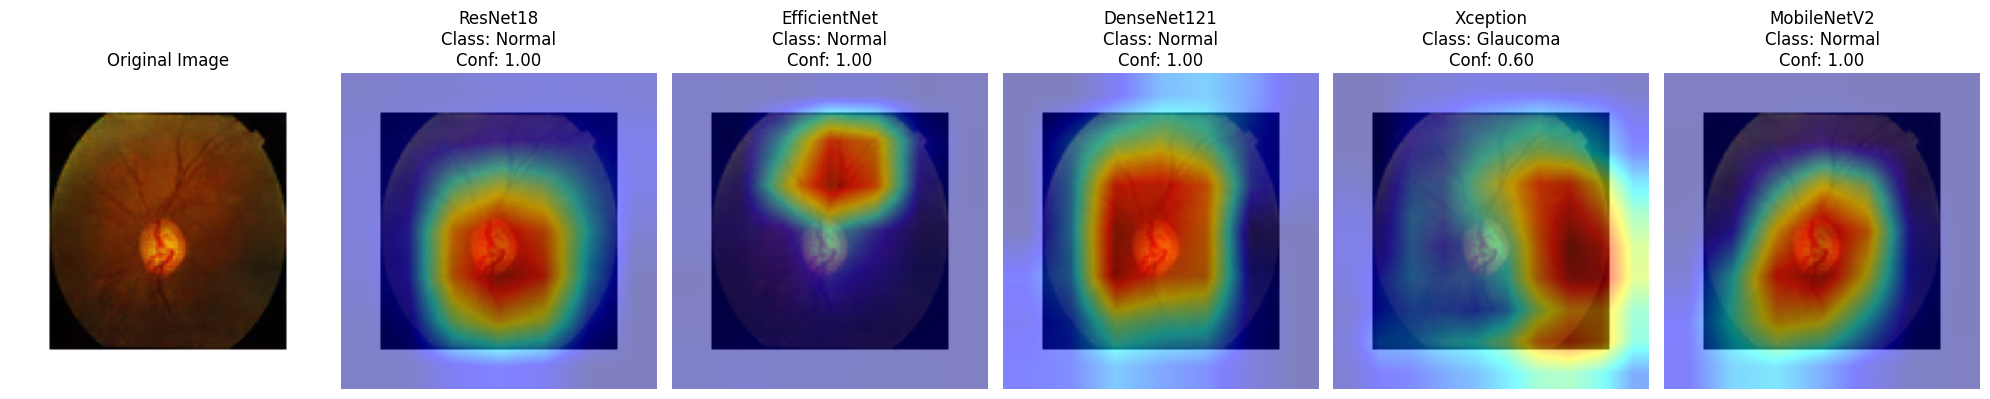 Original Image
ResNet18
Class: Normal
Conf: 1.00
EfficientNet
Class: Normal
Conf: 1.00
DenseNet121
Class: Normal
Conf: 1.00
Xception
Class: Glaucoma
Conf: 0.60
MobileNetV2
Class: Normal
Conf: 1.00